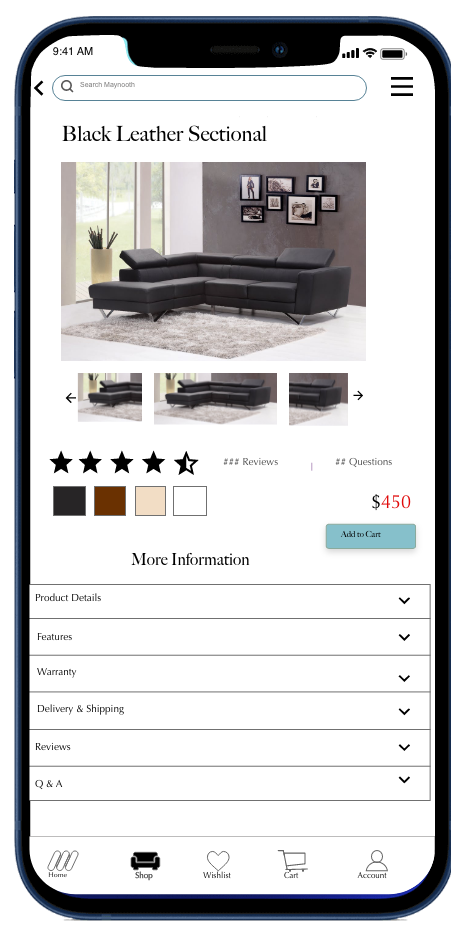 9:41 AM
Search Maynooth
Black Leather Sectional
### Reviews | ## Questions
$450
Add to Cart
More Information
Product Details
Features
Warranty
Delivery & Shipping
Reviews
Q & A
Home Shop Wishlist Cart Account